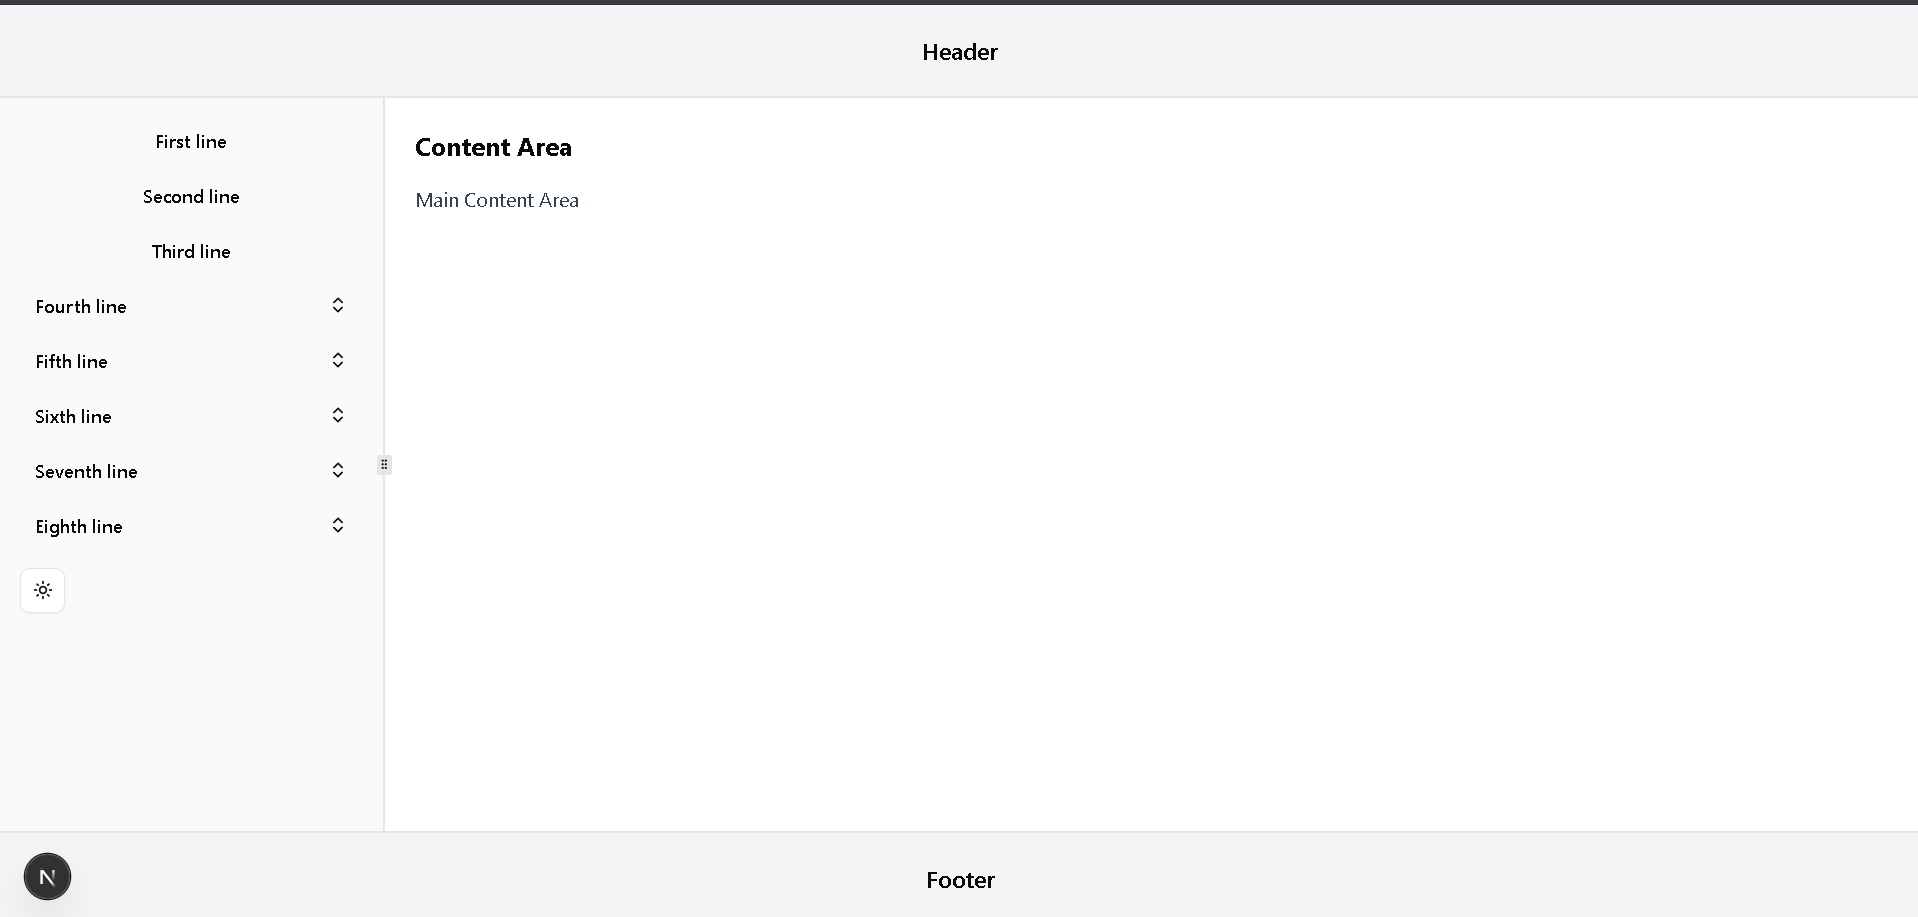 Header
First line
Second line
Third line
Fourth line
Fifth line
Sixth line
Seventh line
Eighth line
Content Area
Main Content Area
N
Footer